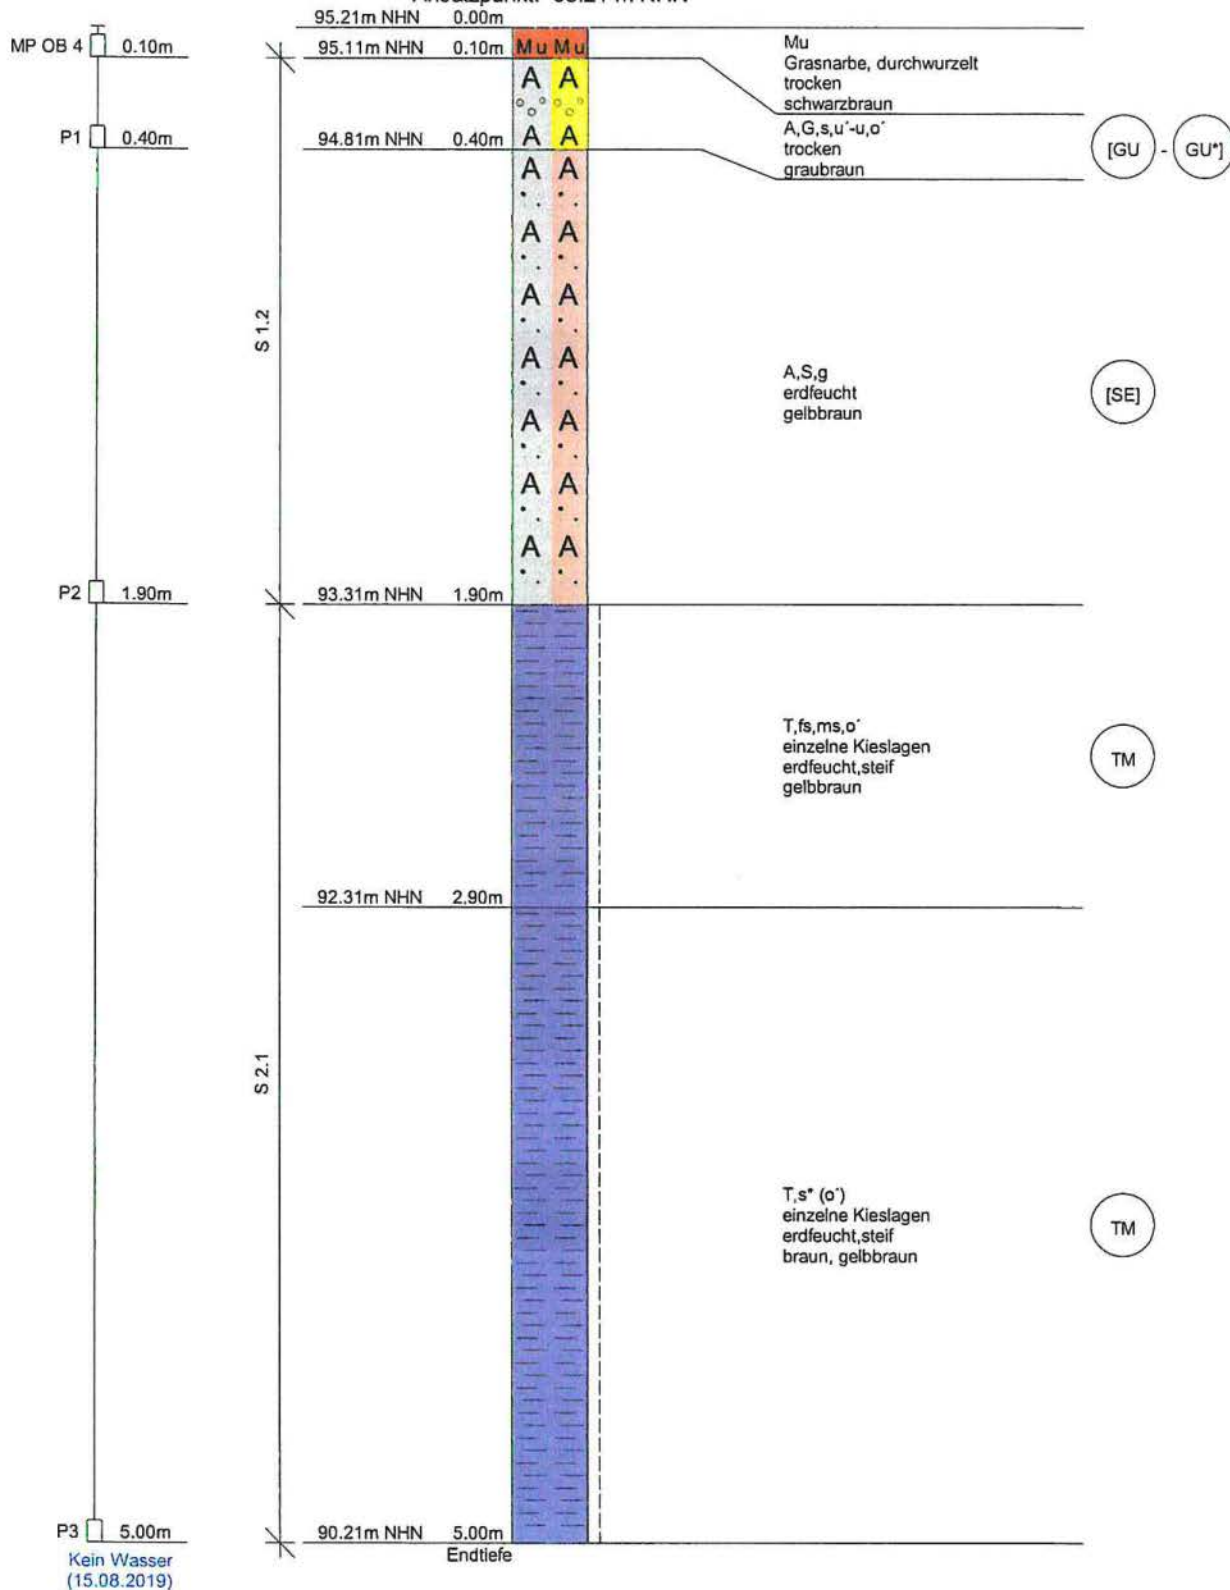 95.21m NHN 0.00m
MP OB 4 0.10m
95.11m NHN 0.10m
Mu Mu
Mu
Grasnarbe, durchwurzelt
trocken
schwarzbraun
A
A
P1 0.40m
94.81m NHN 0.40m
A
A
A,G,s,u´-u,o´
trocken
graubraun
[GU - GU*]
A A
A A
A A
S 1.2
A A
A A
A A
A A
A,S,g
erdfeucht
gelbbraun
[SE]
P2 1.90m
93.31m NHN 1.90m
T,fs,ms,o´
einzelne Kieslagen
erdfeucht,steif
gelbbraun
TM
92.31m NHN 2.90m
S 2.1
T,s* (o´)
einzelne Kieslagen
erdfeucht,steif
braun, gelbbraun
TM
P3 5.00m
90.21m NHN 5.00m
Endtiefe
Kein Wasser
(15.08.2019)